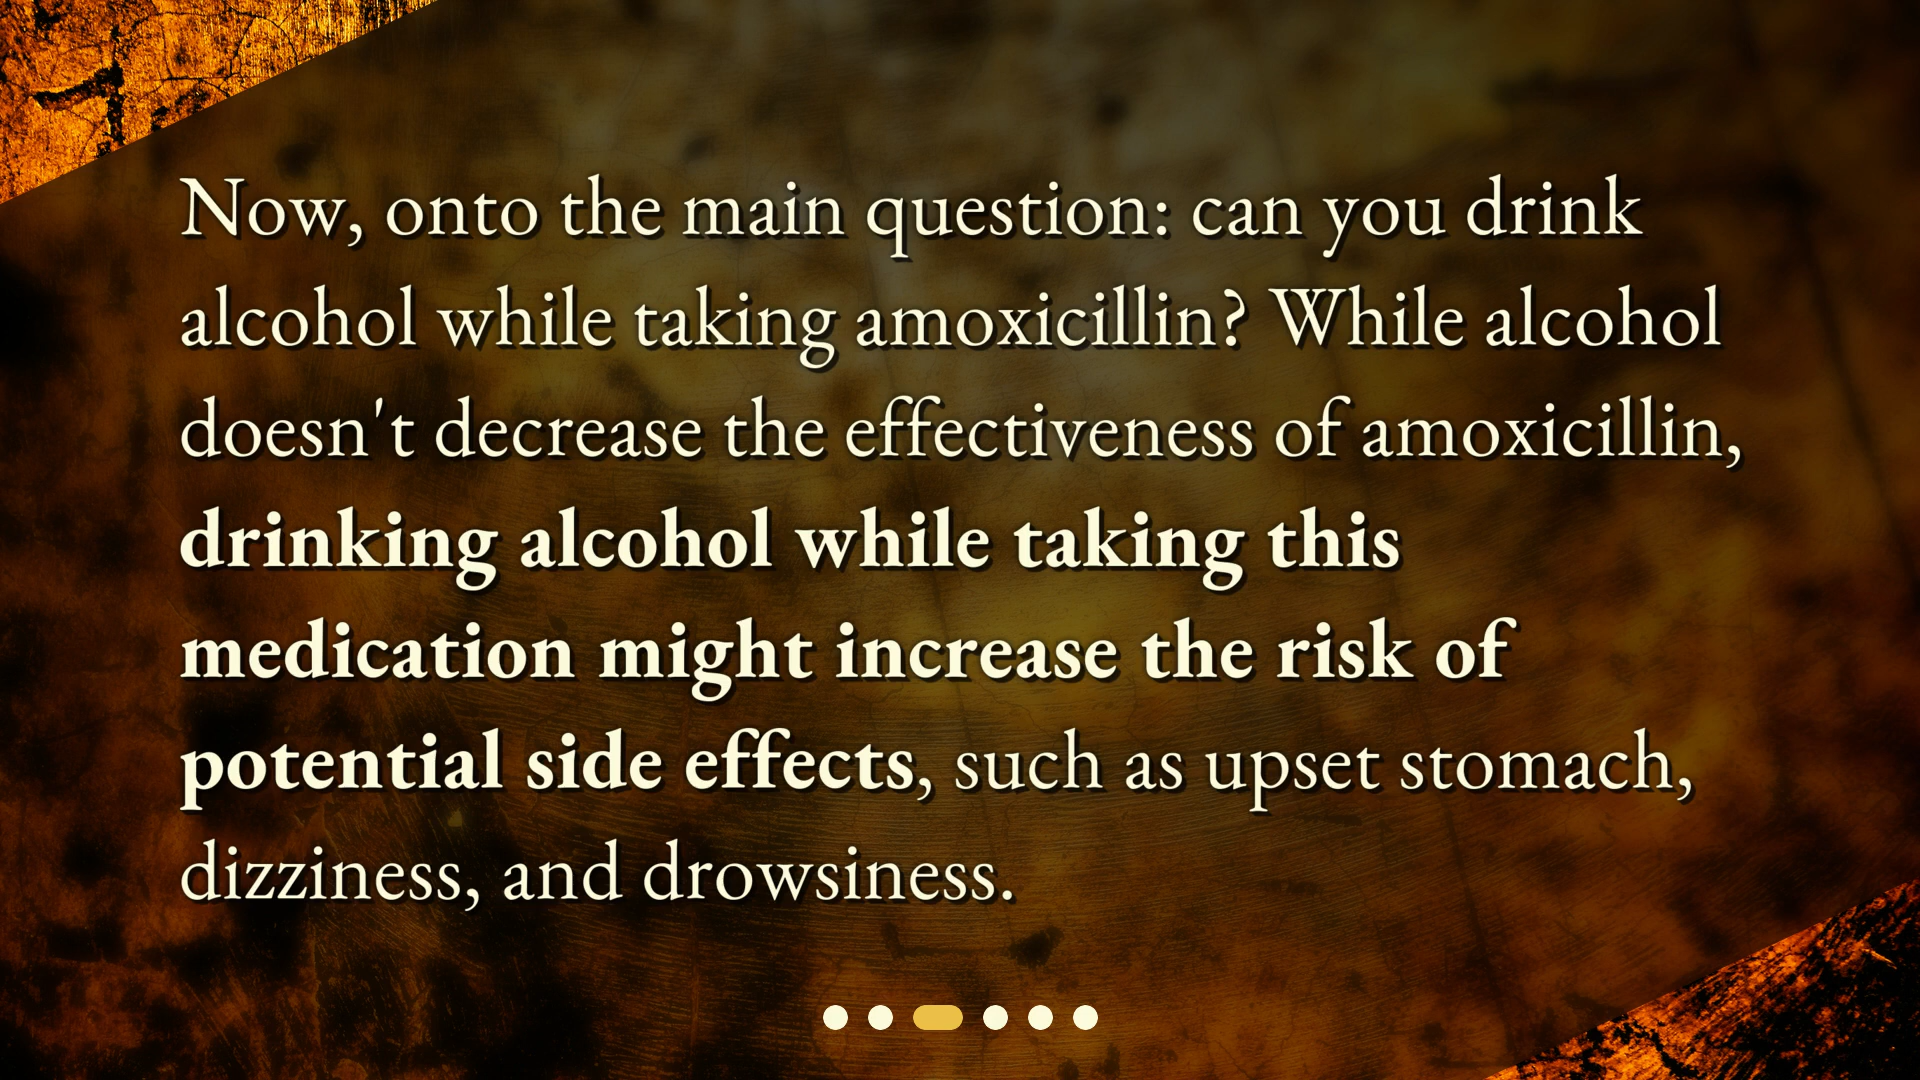 Now, onto the main question: can you drink
alcohol while taking amoxicillin? While alcohol
doesn't decrease the effectiveness of amoxicillin,
drinking alcohol while taking this
medication might increase the risk of
potential side effects, such as upset stomach,
dizziness, and drowsiness.